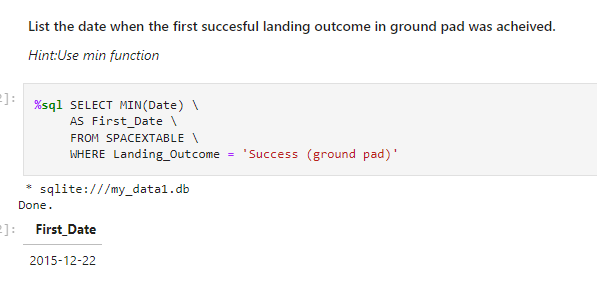 List the date when the first succesful landing outcome in ground pad was acheived.
Hint:Use min function
]: %sql SELECT MIN(Date) \
AS First_Date \
FROM SPACEXTABLE \
WHERE Landing_Outcome = 'Success (ground pad)'
* sqlite:///my_data1.db
Done.
]: First_Date
2015-12-22